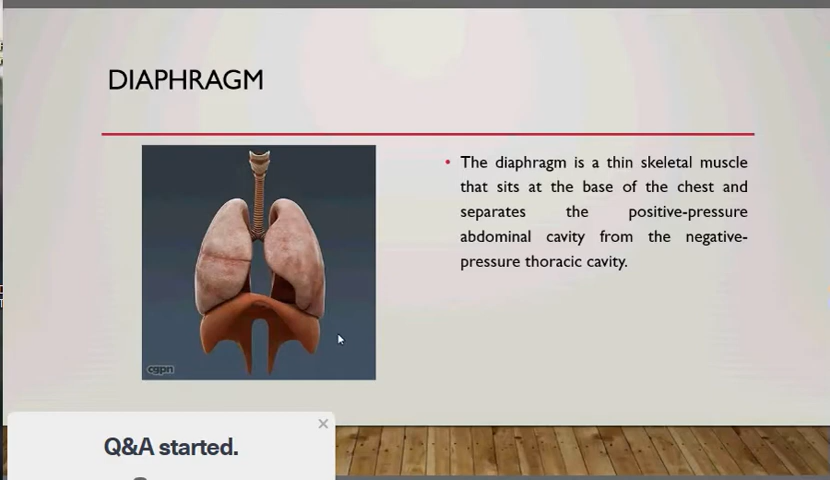 DIAPHRAGM
• The diaphragm is a thin skeletal muscle
that sits at the base of the chest and
separates the positive-pressure
abdominal cavity from the negative-
pressure thoracic cavity.
cgpn
Q&A started.